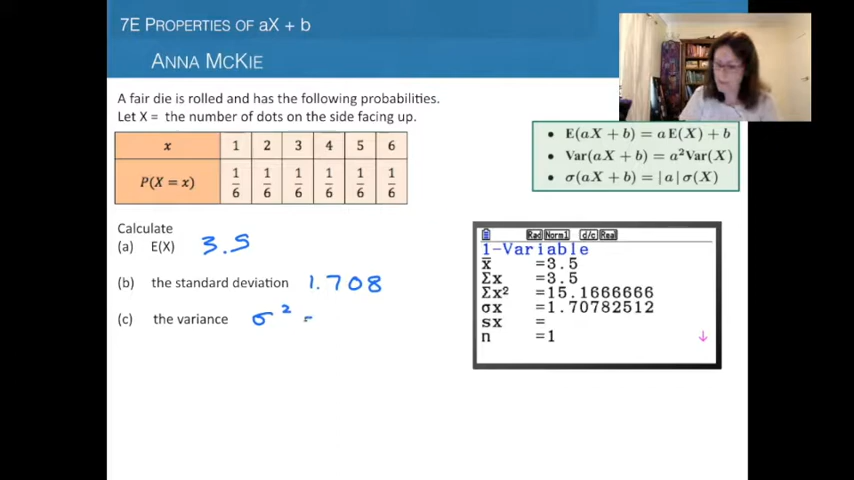 7E PROPERTIES OF aX + b
ANNA MCKIE
A fair die is rolled and has the following probabilities.
Let X = the number of dots on the side facing up.
x 1 2 3 4 5 6
P(X = x) 1/6 1/6 1/6 1/6 1/6 1/6
• E(aX + b) = aE(X) + b
• Var(aX + b) = a²Var(X)
• σ(aX + b) = |a|σ(X)
Calculate
(a) E(X) 3.5
(b) the standard deviation 1.708
(c) the variance σ² =
Rad Norm1 d/c Real
1-Variable
x̄ =3.5
Σx =3.5
Σx² =15.1666666
σx =1.70782512
sx =
n =1